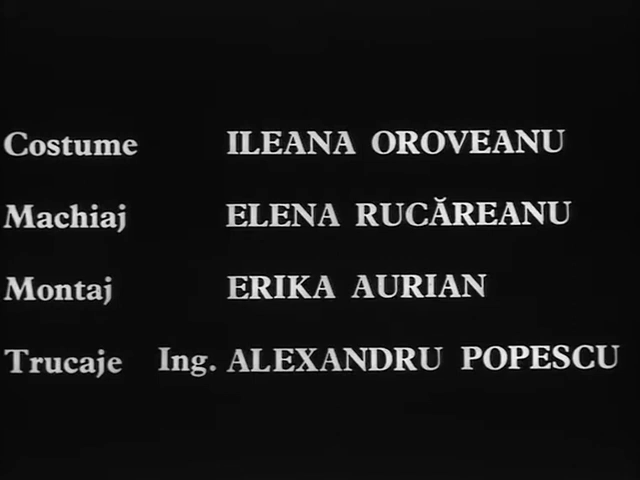 Costume ILEANA OROVEANU
Machiaj ELENA RUCĂREANU
Montaj ERIKA AURIAN
Trucaje Ing. ALEXANDRU POPESCU